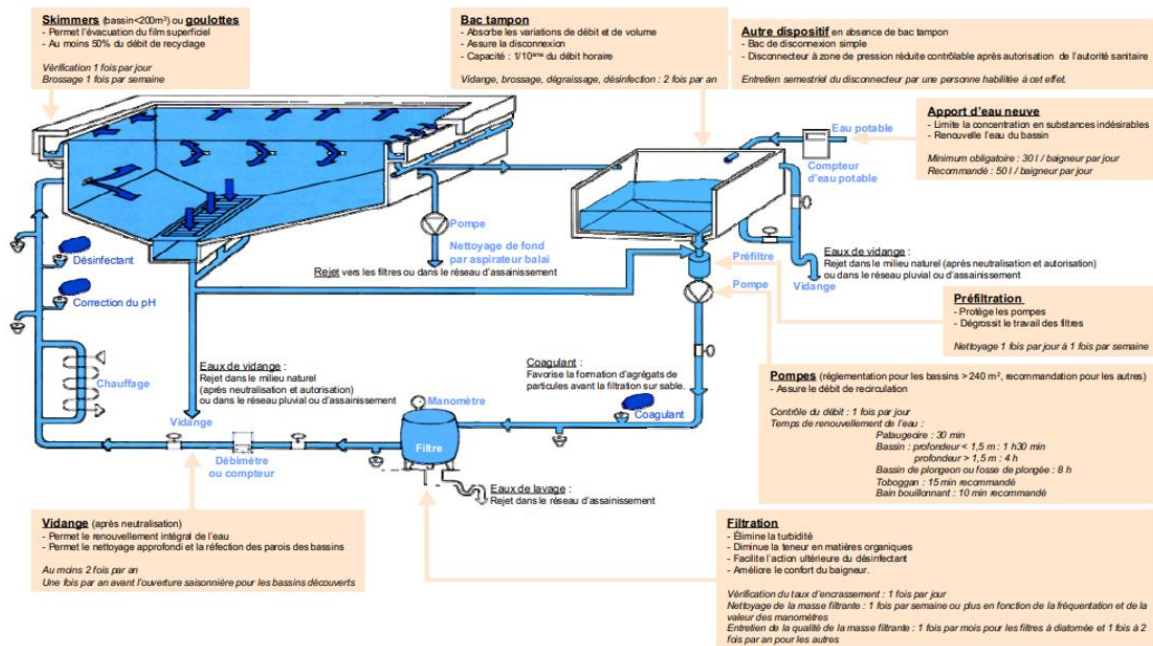 Skimmers (bassin<200m³) ou goulottes
- Permet l'évacuation du film superficiel
- Au moins 50% du débit de recyclage
Vérification 1 fois par jour
Brossage 1 fois par semaine
Bac tampon
- Absorbe les variations de débit et de volume
- Assure la disconnexion
- Capacité : 1/10ième du débit horaire
Vidange, brossage, dégraissage, désinfection : 2 fois par an
Autre dispositif en absence de bac tampon
- Bac de disconnexion simple
- Disconnecteur à zone de pression réduite contrôlable après autorisation de l'autorité sanitaire
Entretien semestriel du disconnecteur par une personne habilitée à cet effet.
Apport d'eau neuve
- Limite la concentration en substances indésirables
- Renouvelle l'eau du bassin
Minimum obligatoire : 30 l / baigneur par jour
Recommandé : 50 l / baigneur par jour
Eau potable
Compteur
d'eau potable
Pompe
Nettoyage de fond
par aspirateur balai
Rejet vers les filtres ou dans le réseau d'assainissement
Désinfectant
Correction du pH
Chauffage
Préfiltre
Pompe
Eaux de vidange :
Rejet dans le milieu naturel (après neutralisation et autorisation)
ou dans le réseau pluvial ou d'assainissement
Vidange
Préfiltration
- Protège les pompes
- Dégrossit le travail des filtres
Nettoyage 1 fois par jour à 1 fois par semaine
Eaux de vidange :
Rejet dans le milieu naturel
(après neutralisation et autorisation)
ou dans le réseau pluvial ou d'assainissement
Vidange
Coagulant :
Favorise la formation d'agrégats de
particules avant la filtration sur sable.
Manomètre
Coagulant
Filtre
Débimètre
ou compteur
Eaux de lavage :
Rejet dans le réseau d'assainissement
Pompes (réglementation pour les bassins > 240 m², recommandation pour les autres)
- Assure le débit de recirculation
Contrôle du débit : 1 fois par jour
Temps de renouvellement de l'eau :
Pataugeoire : 30 min
Bassin : profondeur < 1,5 m : 1 h30 min
profondeur > 1,5 m : 4 h
Bassin de plongeon ou fosse de plongée : 8 h
Toboggan : 15 min recommandé
Bain bouillonnant : 10 min recommandé
Vidange (après neutralisation)
- Permet le renouvellement intégral de l'eau
- Permet le nettoyage approfondi et la réfection des parois des bassins
Au moins 2 fois par an
Une fois par an avant l'ouverture saisonnière pour les bassins découverts
Filtration
- Élimine la turbidité
- Diminue la teneur en matières organiques
- Facilite l'action ultérieure du désinfectant
- Améliore le confort du baigneur.
Vérification du taux d'encrassement : 1 fois par jour
Nettoyage de la masse filtrante : 1 fois par semaine ou plus en fonction de la fréquentation et de la
valeur des manomètres
Entretien de la qualité de la masse filtrante : 1 fois par mois pour les filtres à diatomée et 1 fois à 2
fois par an pour les autres